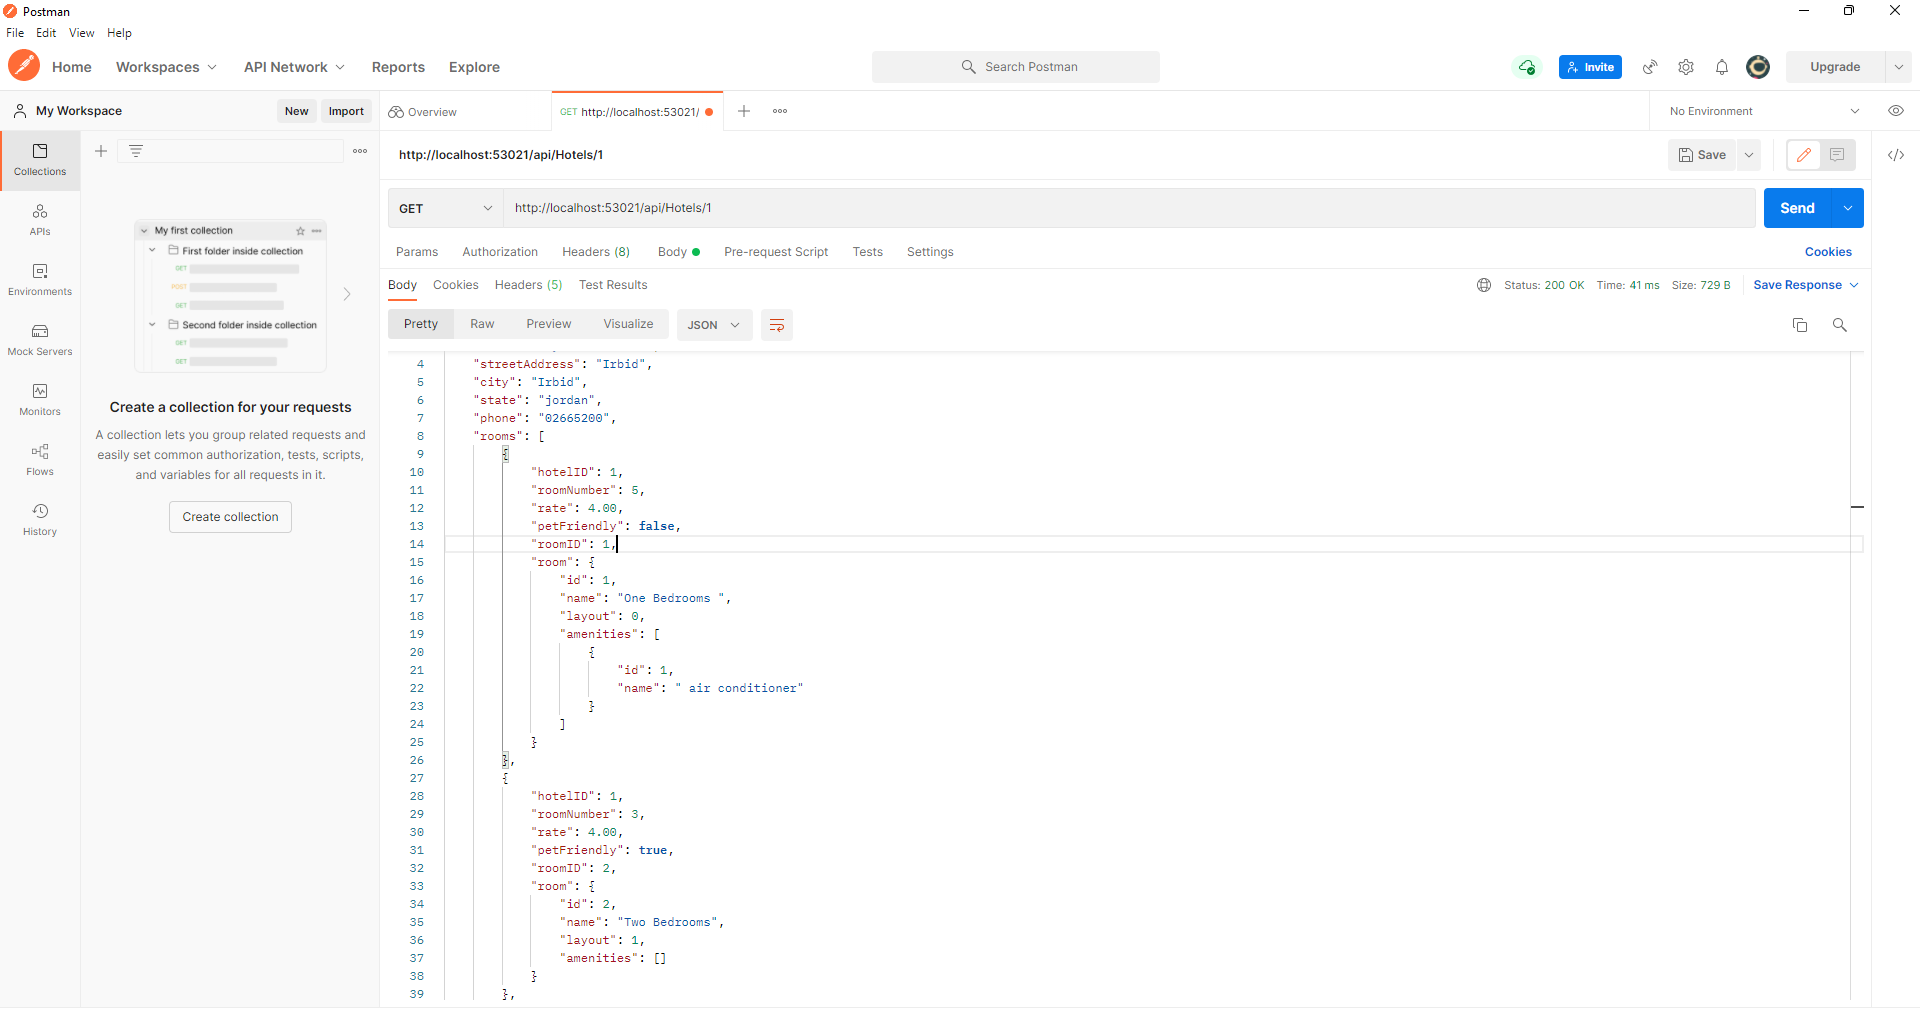 Postman
File Edit View Help
Home Workspaces API Network Reports Explore
Search Postman
Invite
Upgrade
My Workspace
New Import
Overview
GET http://localhost:53021/
No Environment
Collections
APIs
Environments
Mock Servers
Monitors
Flows
History
My first collection
First folder inside collection
GET
POST
GET
Second folder inside collection
GET
GET
Create a collection for your requests
A collection lets you group related requests and
easily set common authorization, tests, scripts,
and variables for all requests in it.
Create collection
http://localhost:53021/api/Hotels/1
Save
GET http://localhost:53021/api/Hotels/1
Send
Params Authorization Headers (8) Body Pre-request Script Tests Settings
Cookies
Body Cookies Headers (5) Test Results
Status: 200 OK Time: 41 ms Size: 729 B Save Response
Pretty Raw Preview Visualize JSON
4 "streetAddress": "Irbid",
5 "city": "Irbid",
6 "state": "jordan",
7 "phone": "02665200",
8 "rooms": [
9 {
10 "hotelID": 1,
11 "roomNumber": 5,
12 "rate": 4.00,
13 "petFriendly": false,
14 "roomID": 1,
15 "room": {
16 "id": 1,
17 "name": "One Bedrooms ",
18 "layout": 0,
19 "amenities": [
20 {
21 "id": 1,
22 "name": " air conditioner"
23 }
24 ]
25 }
26 },
27 {
28 "hotelID": 1,
29 "roomNumber": 3,
30 "rate": 4.00,
31 "petFriendly": true,
32 "roomID": 2,
33 "room": {
34 "id": 2,
35 "name": "Two Bedrooms",
36 "layout": 1,
37 "amenities": []
38 }
39 },